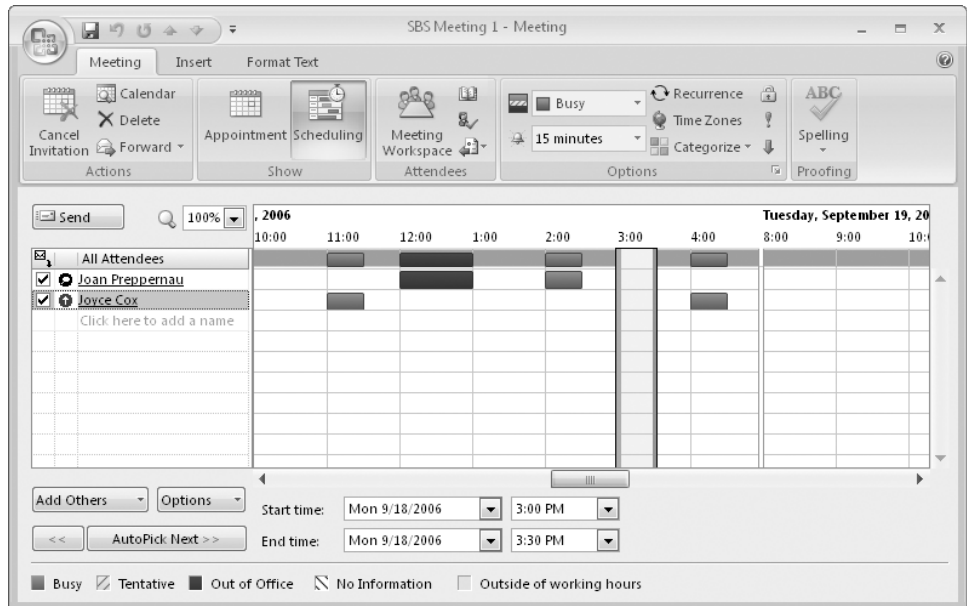 SBS Meeting 1 - Meeting
Meeting Insert Format Text
Cancel Invitation
Calendar
Delete
Forward
Actions
Appointment Scheduling
Show
Meeting Workspace
Attendees
Busy
15 minutes
Recurrence
Time Zones
Categorize
Options
ABC
Spelling
Proofing
Send 100%
, 2006 Tuesday, September 19, 20
10:00 11:00 12:00 1:00 2:00 3:00 4:00 8:00 9:00 10:0
All Attendees
Joan Preppernau
Joyce Cox
Click here to add a name
Add Others Options
Start time: Mon 9/18/2006 3:00 PM
<< AutoPick Next >>
End time: Mon 9/18/2006 3:30 PM
Busy Tentative Out of Office No Information Outside of working hours